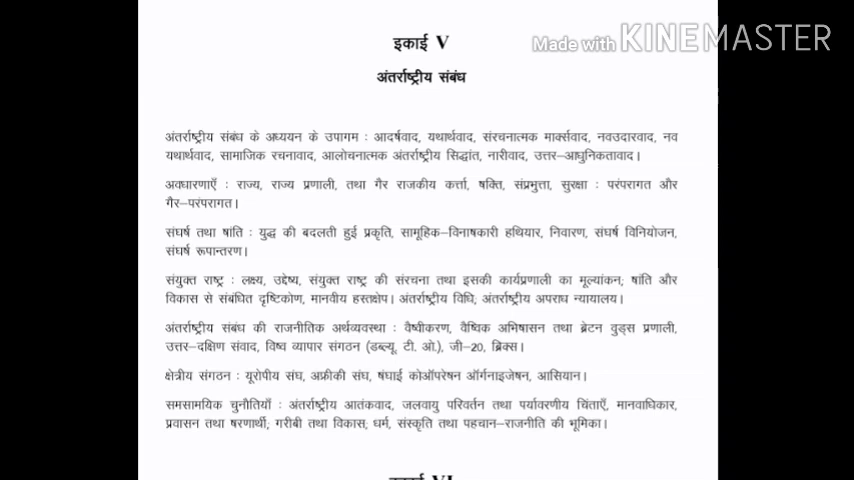 इकाई V
Made with KINEMASTER
अंतर्राष्ट्रीय संबंध
अंतर्राष्ट्रीय संबंध के अध्ययन के उपागम : आदर्षवाद, यथार्थवाद, संरचनात्मक मार्क्सवाद, नवउदारवाद, नव
यथार्थवाद, सामाजिक रचनावाद, आलोचनात्मक अंतर्राष्ट्रीय सिद्धांत, नारीवाद, उत्तर–आधुनिकतावाद।
अवधारणाएँ : राज्य, राज्य प्रणाली, तथा गैर राजकीय कर्त्ता, षक्ति, संप्रभुत्ता, सुरक्षा : परंपरागत और
गैर–परंपरागत।
संघर्ष तथा षांति : युद्ध की बदलती हुई प्रकृति, सामूहिक–विनाषकारी हथियार, निवारण, संघर्ष विनियोजन,
संघर्ष रूपान्तरण।
संयुक्त राष्ट्र : लक्ष्य, उद्देष्य, संयुक्त राष्ट्र की संरचना तथा इसकी कार्यप्रणाली का मूल्यांकन; षांति और
विकास से संबंधित दृष्टिकोण, मानवीय हस्तक्षेप। अंतर्राष्ट्रीय विधि; अंतर्राष्ट्रीय अपराध न्यायालय।
अंतर्राष्ट्रीय संबंध की राजनीतिक अर्थव्यवस्था : वैष्वीकरण, वैष्विक अभिषासन तथा ब्रेटन वुड्स प्रणाली,
उत्तर–दक्षिण संवाद, विष्व व्यापार संगठन (डब्ल्यू. टी. ओ.), जी–20, ब्रिक्स।
क्षेत्रीय संगठन : यूरोपीय संघ, अफ्रीकी संघ, षंघाई कोऑपरेषन ऑर्गनाइजेषन, आसियान।
समसामयिक चुनौतियाँ : अंतर्राष्ट्रीय आतंकवाद, जलवायु परिवर्तन तथा पर्यावरणीय चिंताएँ, मानवाधिकार,
प्रवासन तथा षरणार्थी; गरीबी तथा विकास; धर्म, संस्कृति तथा पहचान–राजनीति की भूमिका।